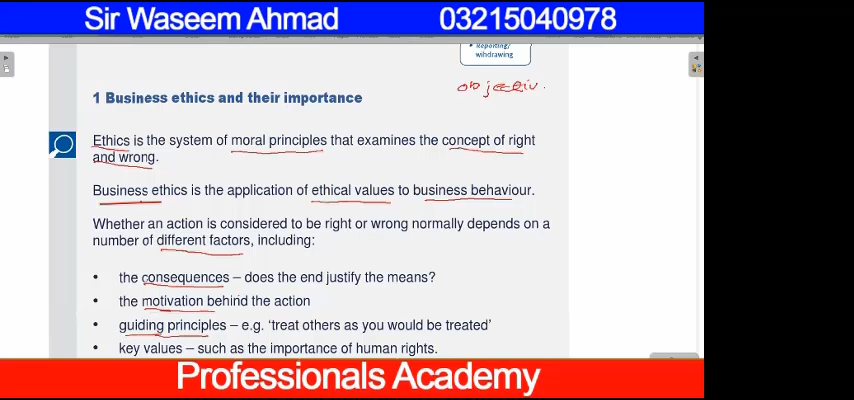 Sir Waseem Ahmad 03215040978
• Reporting/
wihdrawing
objectiv.
1 Business ethics and their importance
Ethics is the system of moral principles that examines the concept of right
and wrong.
Business ethics is the application of ethical values to business behaviour.
Whether an action is considered to be right or wrong normally depends on a
number of different factors, including:
• the consequences – does the end justify the means?
• the motivation behind the action
• guiding principles – e.g. ‘treat others as you would be treated’
• key values – such as the importance of human rights.
Professionals Academy